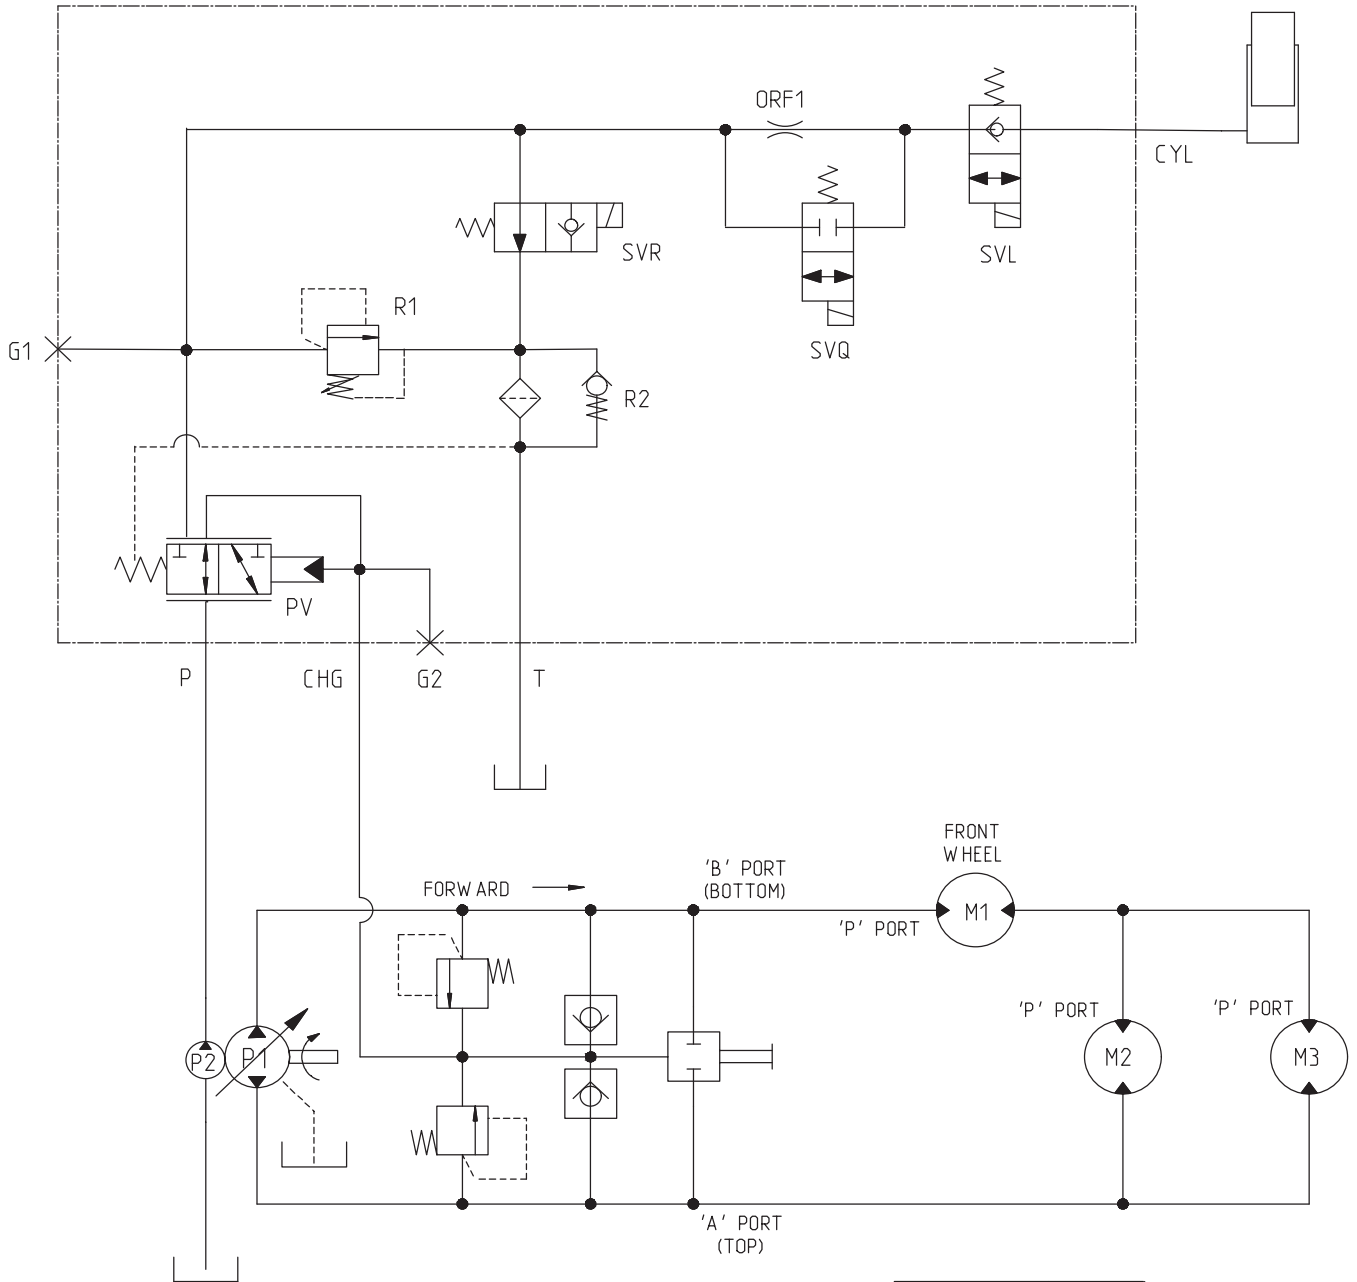 ORF1
CYL
SVR
SVL
R1
G1
SVQ
R2
PV
P
CHG
G2
T
FRONT
WHEEL
'B' PORT
(BOTTOM)
FORWARD
M1
'P' PORT
'P' PORT
'P' PORT
P2
P1
M2
M3
'A' PORT
(TOP)